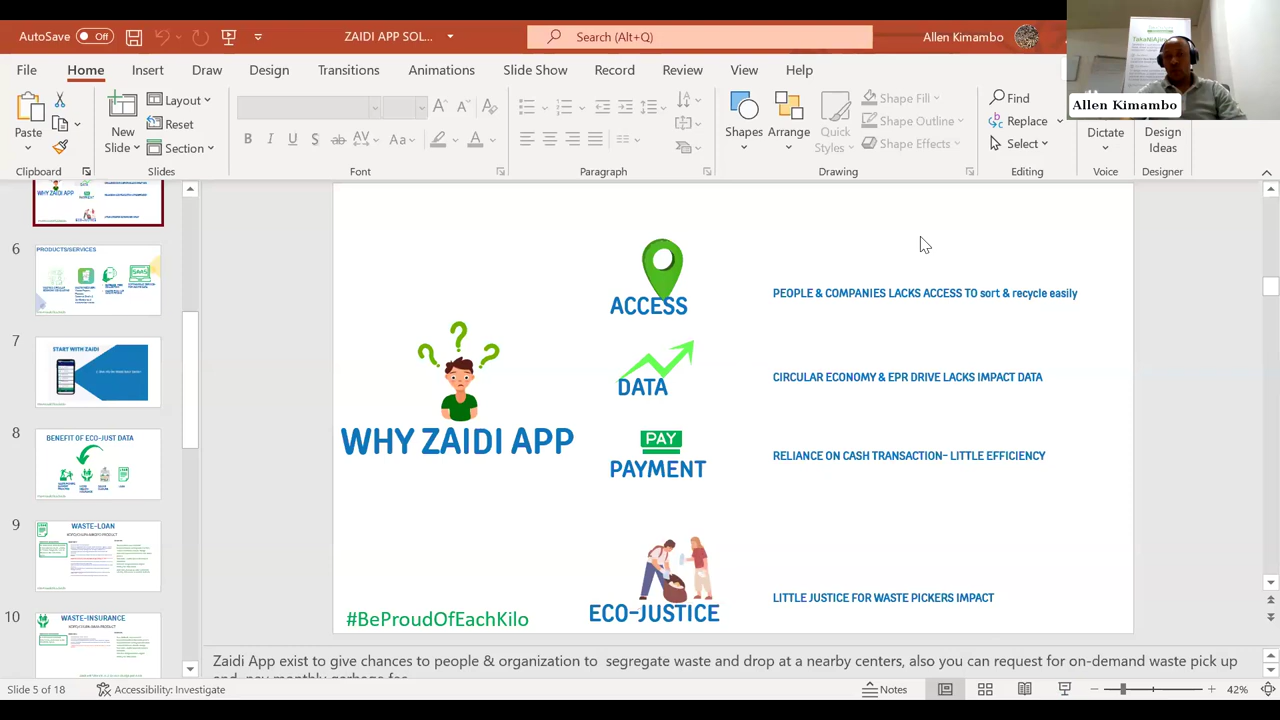 AutoSave Off ZAIDI APP SOL... Search (Alt+Q) Allen Kimambo
Home Insert Draw Design Transitions Animations Slide Show Record Review View Help
Allen Kimambo
Paste New Slide Layout Reset Section
Shapes Arrange Quick Styles Shape Fill Shape Outline Shape Effects
Find Replace Select
Dictate Design Ideas
Clipboard Slides Font Paragraph Drawing Editing Voice Designer
WHY ZAIDI APP
6
PRODUCTS/SERVICES
7
START WITH ZAIDI
8
BENEFIT OF ECO-JUST DATA
9
WASTE-LOAN
10
WASTE-INSURANCE
ACCESS
PEOPLE & COMPANIES LACKS ACCESS TO sort & recycle easily
DATA
CIRCULAR ECONOMY & EPR DRIVE LACKS IMPACT DATA
WHY ZAIDI APP
PAY
PAYMENT
RELIANCE ON CASH TRANSACTION- LITTLE EFFICIENCY
ECO-JUSTICE
LITTLE JUSTICE FOR WASTE PICKERS IMPACT
#BeProudOfEachKilo
Zaidi App exist to give chances to people & organization to segregate waste and drop at a nearby centers, also you can request for on-demand waste pick up
Slide 5 of 18 Accessibility: Investigate Notes 42%